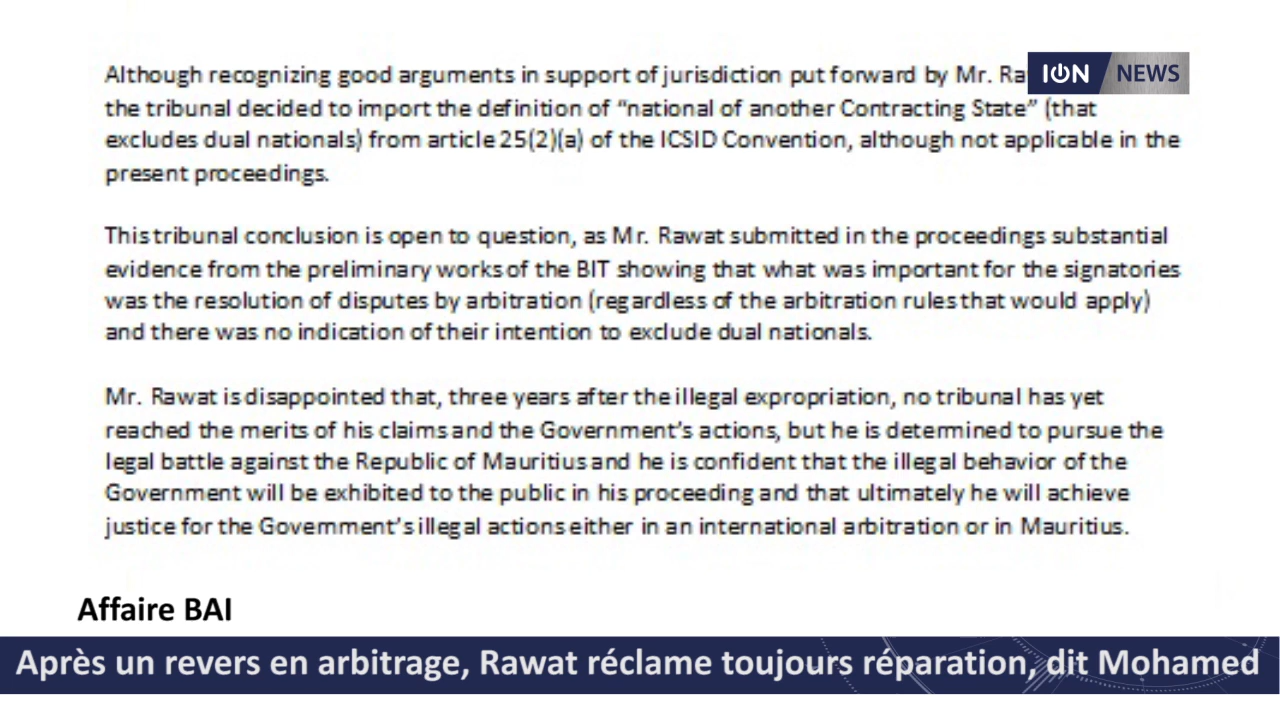 Although recognizing good arguments in support of jurisdiction put forward by Mr. Ra
ION NEWS
the tribunal decided to import the definition of “national of another Contracting State” (that
excludes dual nationals) from article 25(2)(a) of the ICSID Convention, although not applicable in the
present proceedings.
This tribunal conclusion is open to question, as Mr. Rawat submitted in the proceedings substantial
evidence from the preliminary works of the BIT showing that what was important for the signatories
was the resolution of disputes by arbitration (regardless of the arbitration rules that would apply)
and there was no indication of their intention to exclude dual nationals.
Mr. Rawat is disappointed that, three years after the illegal expropriation, no tribunal has yet
reached the merits of his claims and the Government’s actions, but he is determined to pursue the
legal battle against the Republic of Mauritius and he is confident that the illegal behavior of the
Government will be exhibited to the public in his proceeding and that ultimately he will achieve
justice for the Government’s illegal actions either in an international arbitration or in Mauritius.
Affaire BAI
Après un revers en arbitrage, Rawat réclame toujours réparation, dit Mohamed